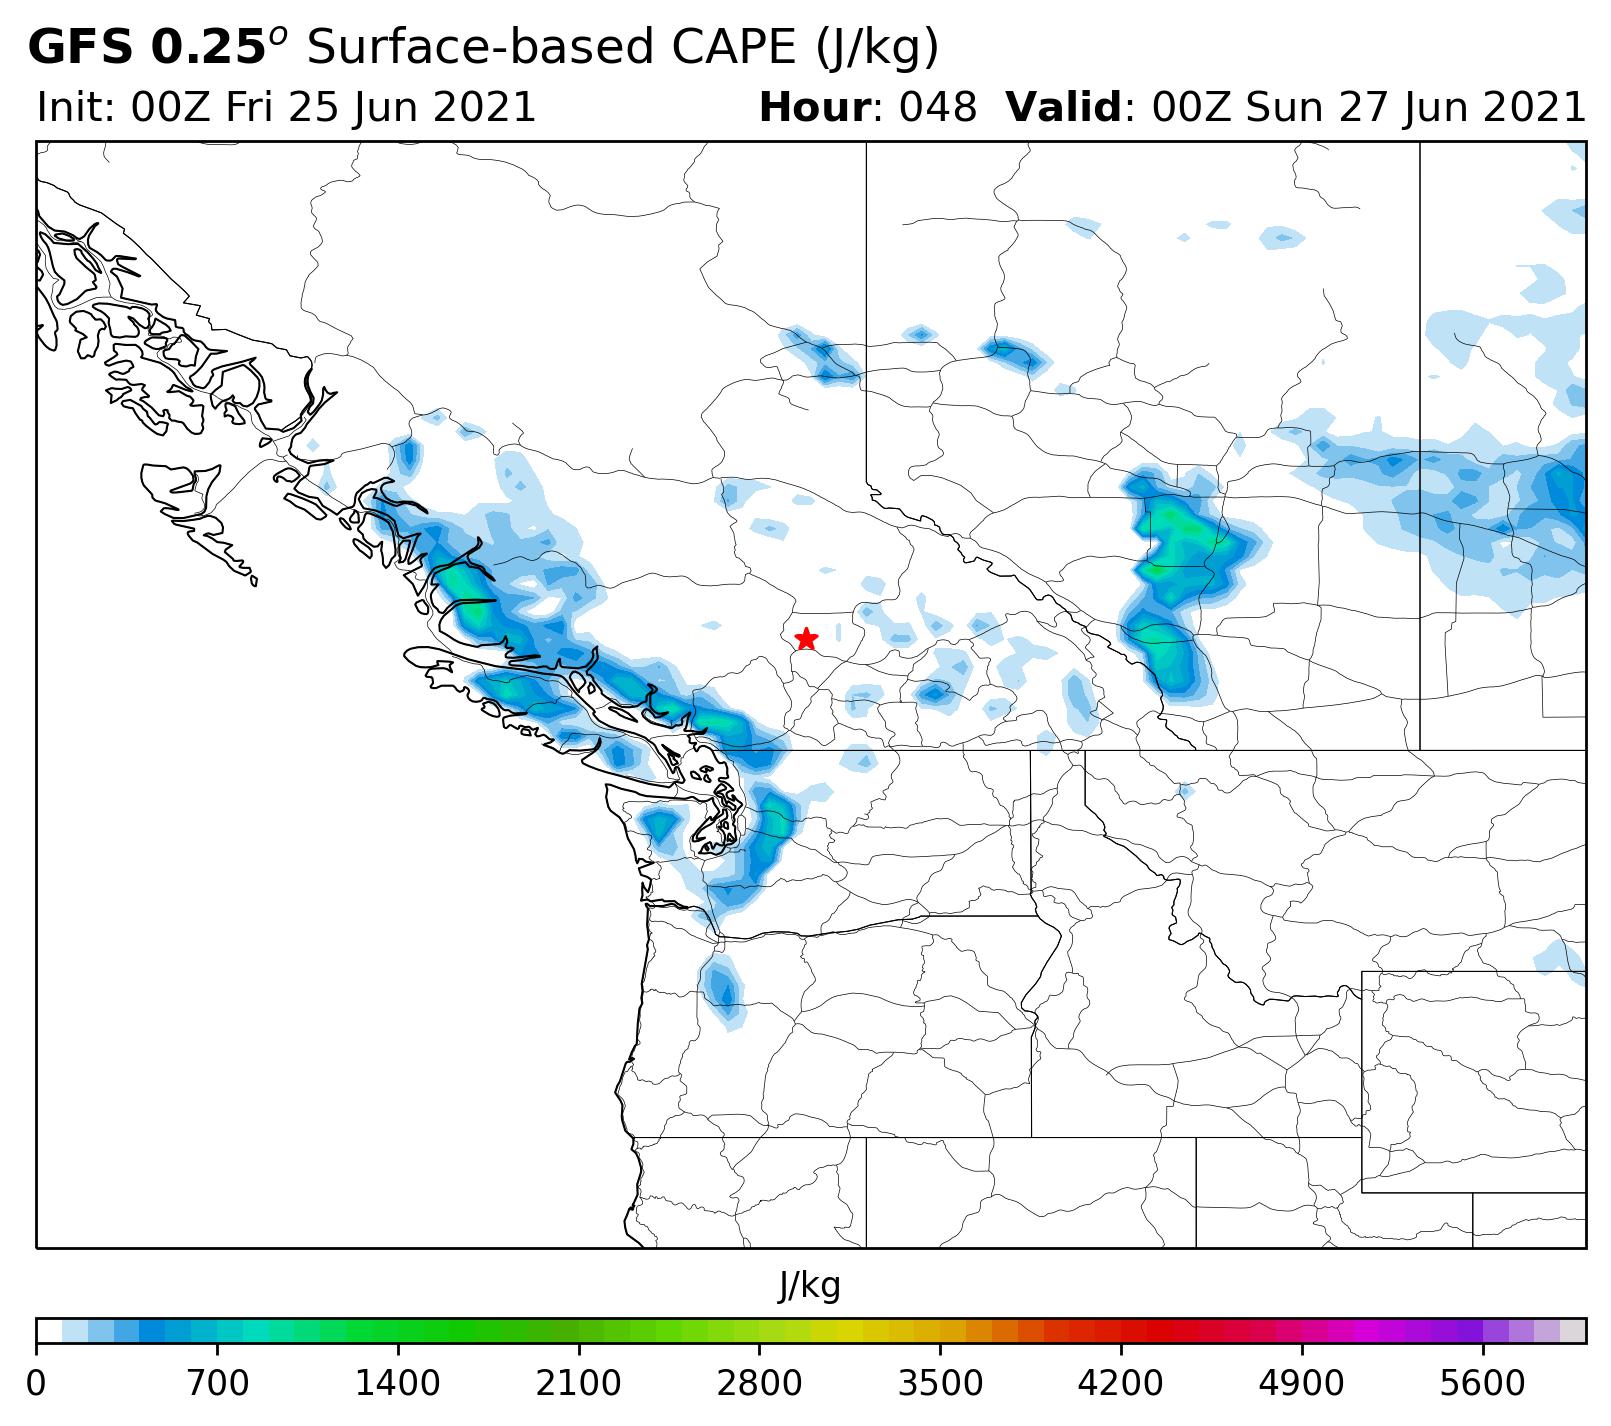 GFS 0.25° Surface-based CAPE (J/kg)
Init: 00Z Fri 25 Jun 2021 Hour: 048 Valid: 00Z Sun 27 Jun 2021
J/kg
0 700 1400 2100 2800 3500 4200 4900 5600